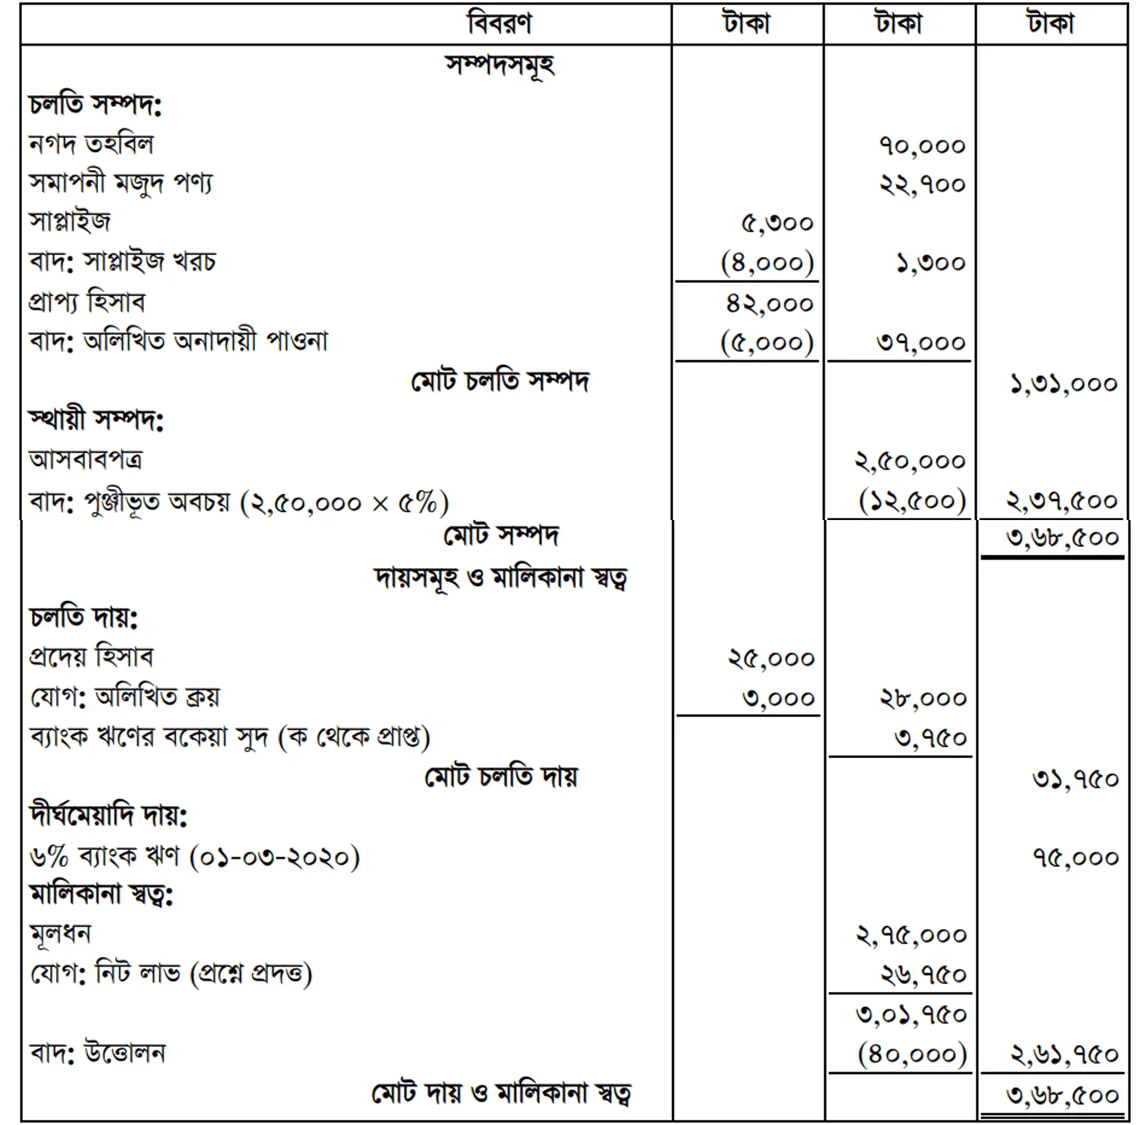 বিবরণ টাকা টাকা টাকা
সম্পদসমূহ
চলতি সম্পদ:
নগদ তহবিল ৭০,০০০
সমাপনী মজুদ পণ্য ২২,৭০০
সাপ্লাইজ ৫,৩০০
বাদ: সাপ্লাইজ খরচ (৪,০০০) ১,৩০০
প্রাপ্য হিসাব ৪২,০০০
বাদ: অলিখিত অনাদায়ী পাওনা (৫,০০০) ৩৭,০০০
মোট চলতি সম্পদ ১,৩১,০০০
স্থায়ী সম্পদ:
আসবাবপত্র ২,৫০,০০০
বাদ: পুঞ্জীভূত অবচয় (২,৫০,০০০ × ৫%) (১২,৫০০) ২,৩৭,৫০০
মোট সম্পদ ৩,৬৮,৫০০
দায়সমূহ ও মালিকানা স্বত্ব
চলতি দায়:
প্রদেয় হিসাব ২৫,০০০
যোগ: অলিখিত ক্রয় ৩,০০০ ২৮,০০০
ব্যাংক ঋণের বকেয়া সুদ (ক থেকে প্রাপ্ত) ৩,৭৫০
মোট চলতি দায় ৩১,৭৫০
দীর্ঘমেয়াদি দায়:
৬% ব্যাংক ঋণ (০১-০৩-২০২০) ৭৫,০০০
মালিকানা স্বত্ব:
মূলধন ২,৭৫,০০০
যোগ: নিট লাভ (প্রশ্নে প্রদত্ত) ২৬,৭৫০
৩,০১,৭৫০
বাদ: উত্তোলন (৪০,০০০) ২,৬১,৭৫০
মোট দায় ও মালিকানা স্বত্ব ৩,৬৮,৫০০